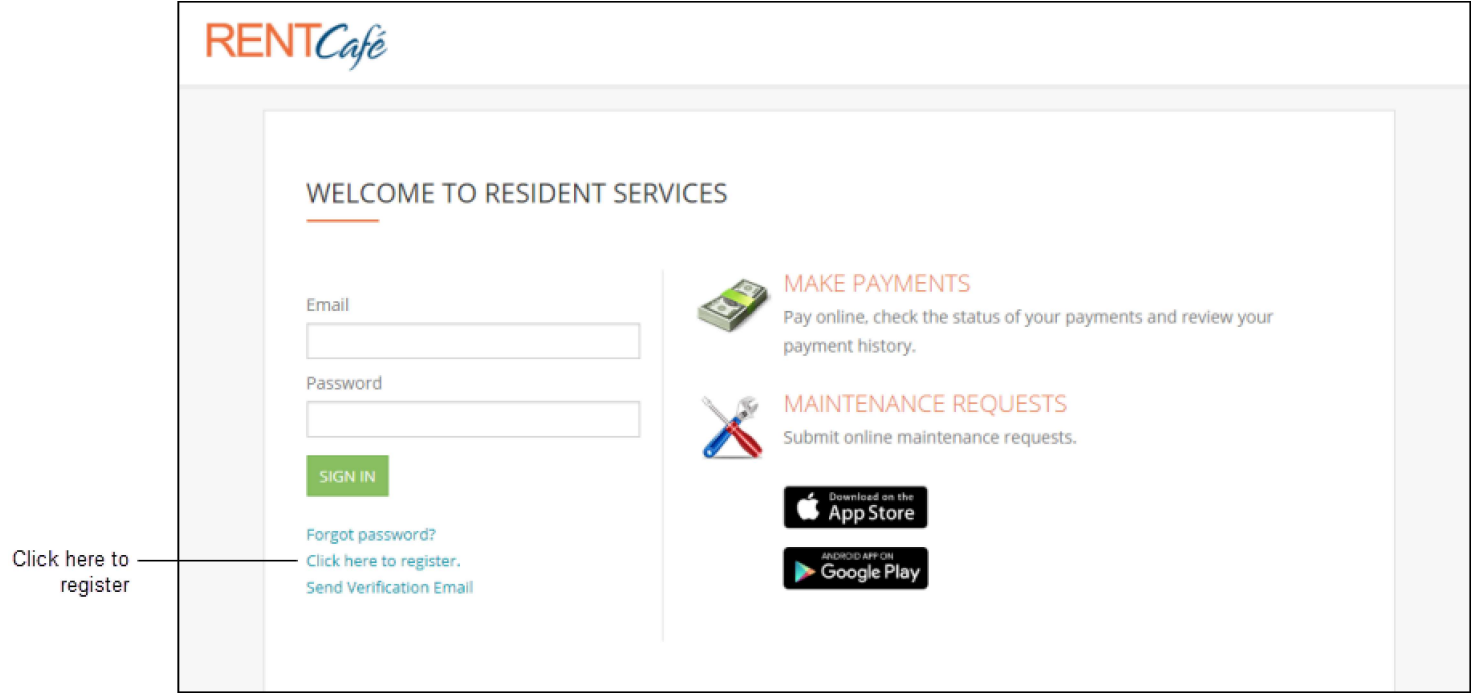 RENTCafé
WELCOME TO RESIDENT SERVICES
Email
Password
SIGN IN
Forgot password?
Click here to register.
Send Verification Email
Click here to
register
MAKE PAYMENTS
Pay online, check the status of your payments and review your
payment history.
MAINTENANCE REQUESTS
Submit online maintenance requests.
Download on the
App Store
ANDROID APP ON
Google Play